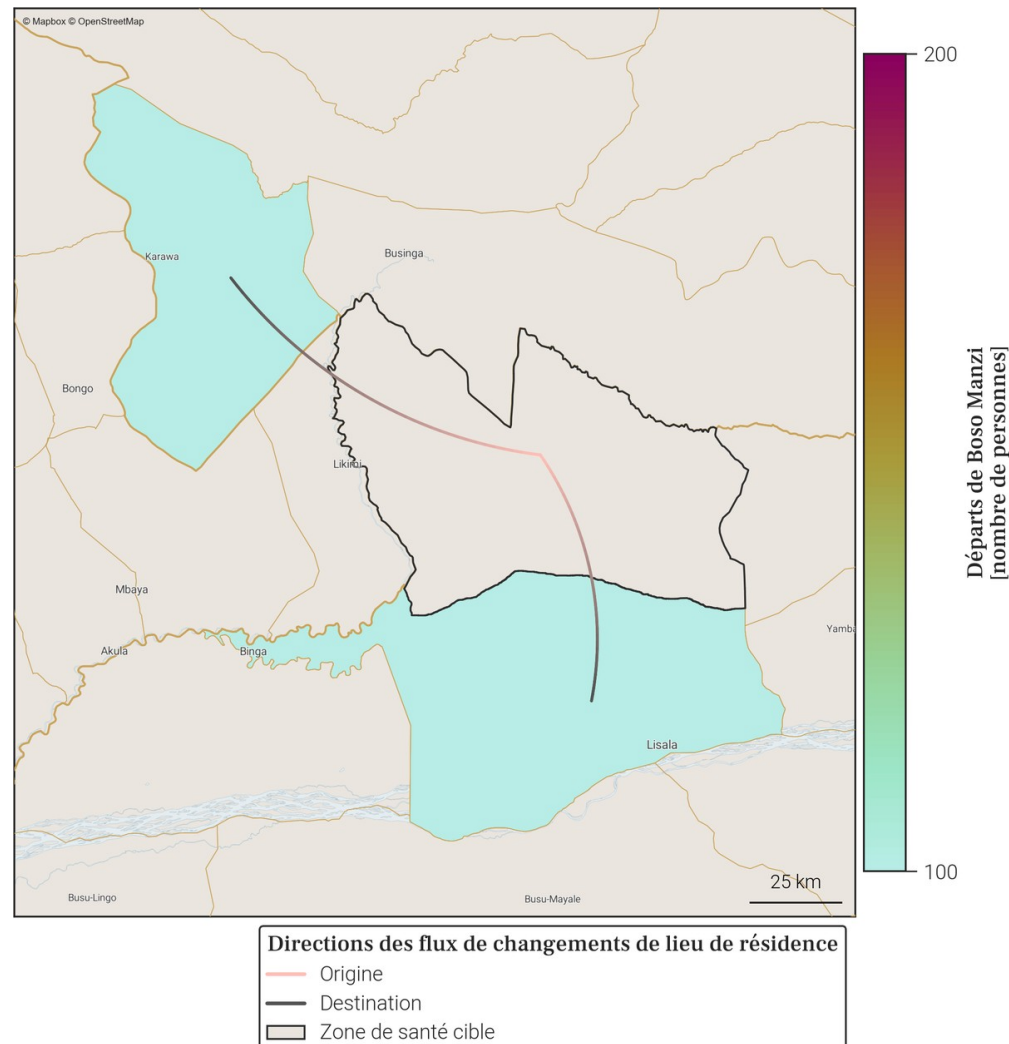 © Mapbox © OpenStreetMap
200
Karawa
Businga
Bongo
Likimi
Départs de Boso Manzi
[nombre de personnes]
Mbaya
Akula
Binga
Yamba
Lisala
100
25 km
Busu-Lingo
Busu-Mayale
Directions des flux de changements de lieu de résidence
Origine
Destination
Zone de santé cible